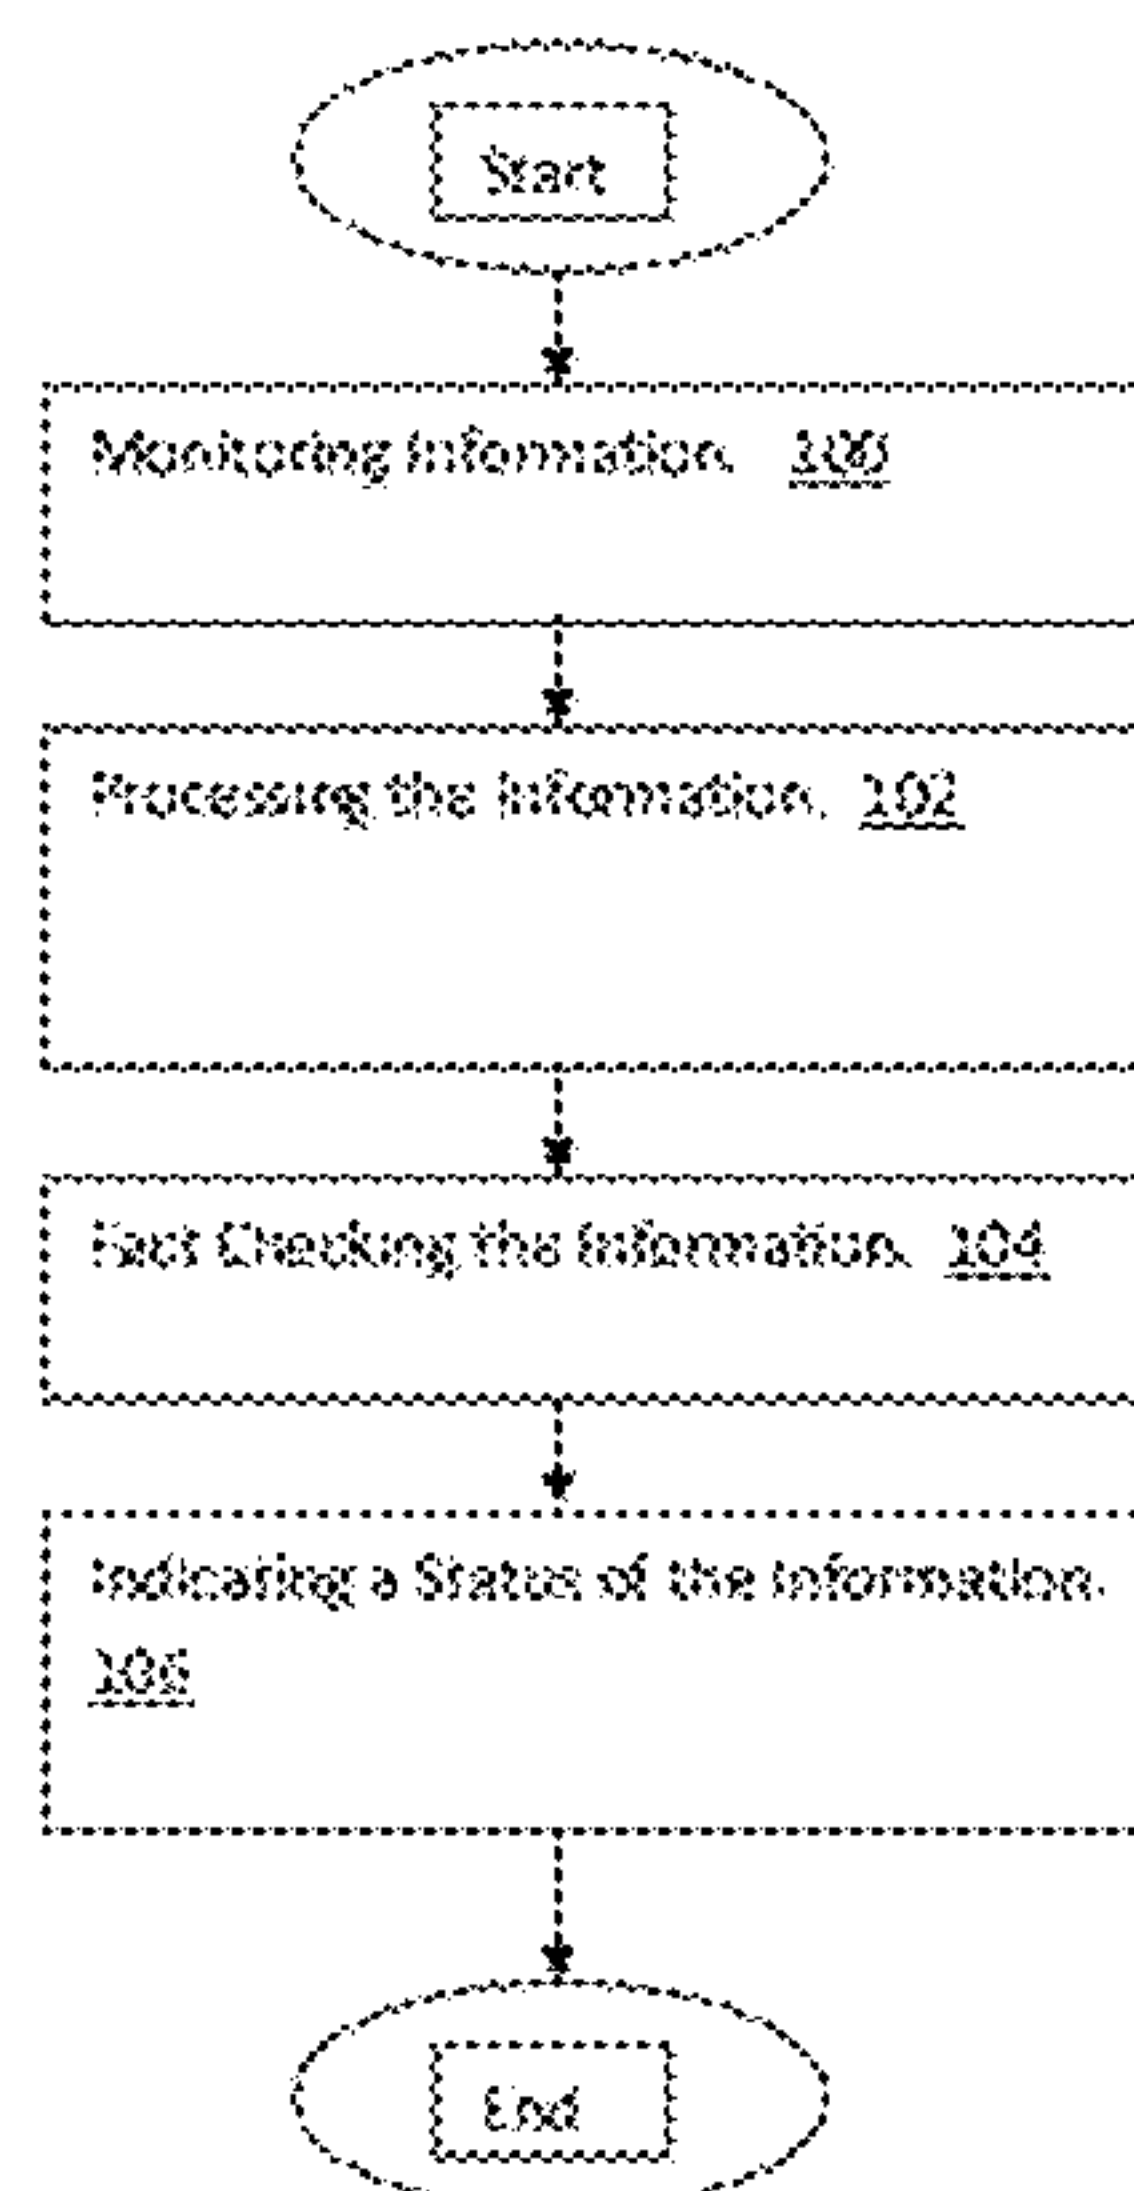 Start
Monitoring Information. 100
Processing the Information. 102
Fact Checking the Information. 104
Indicating a Status of the Information.
106
End